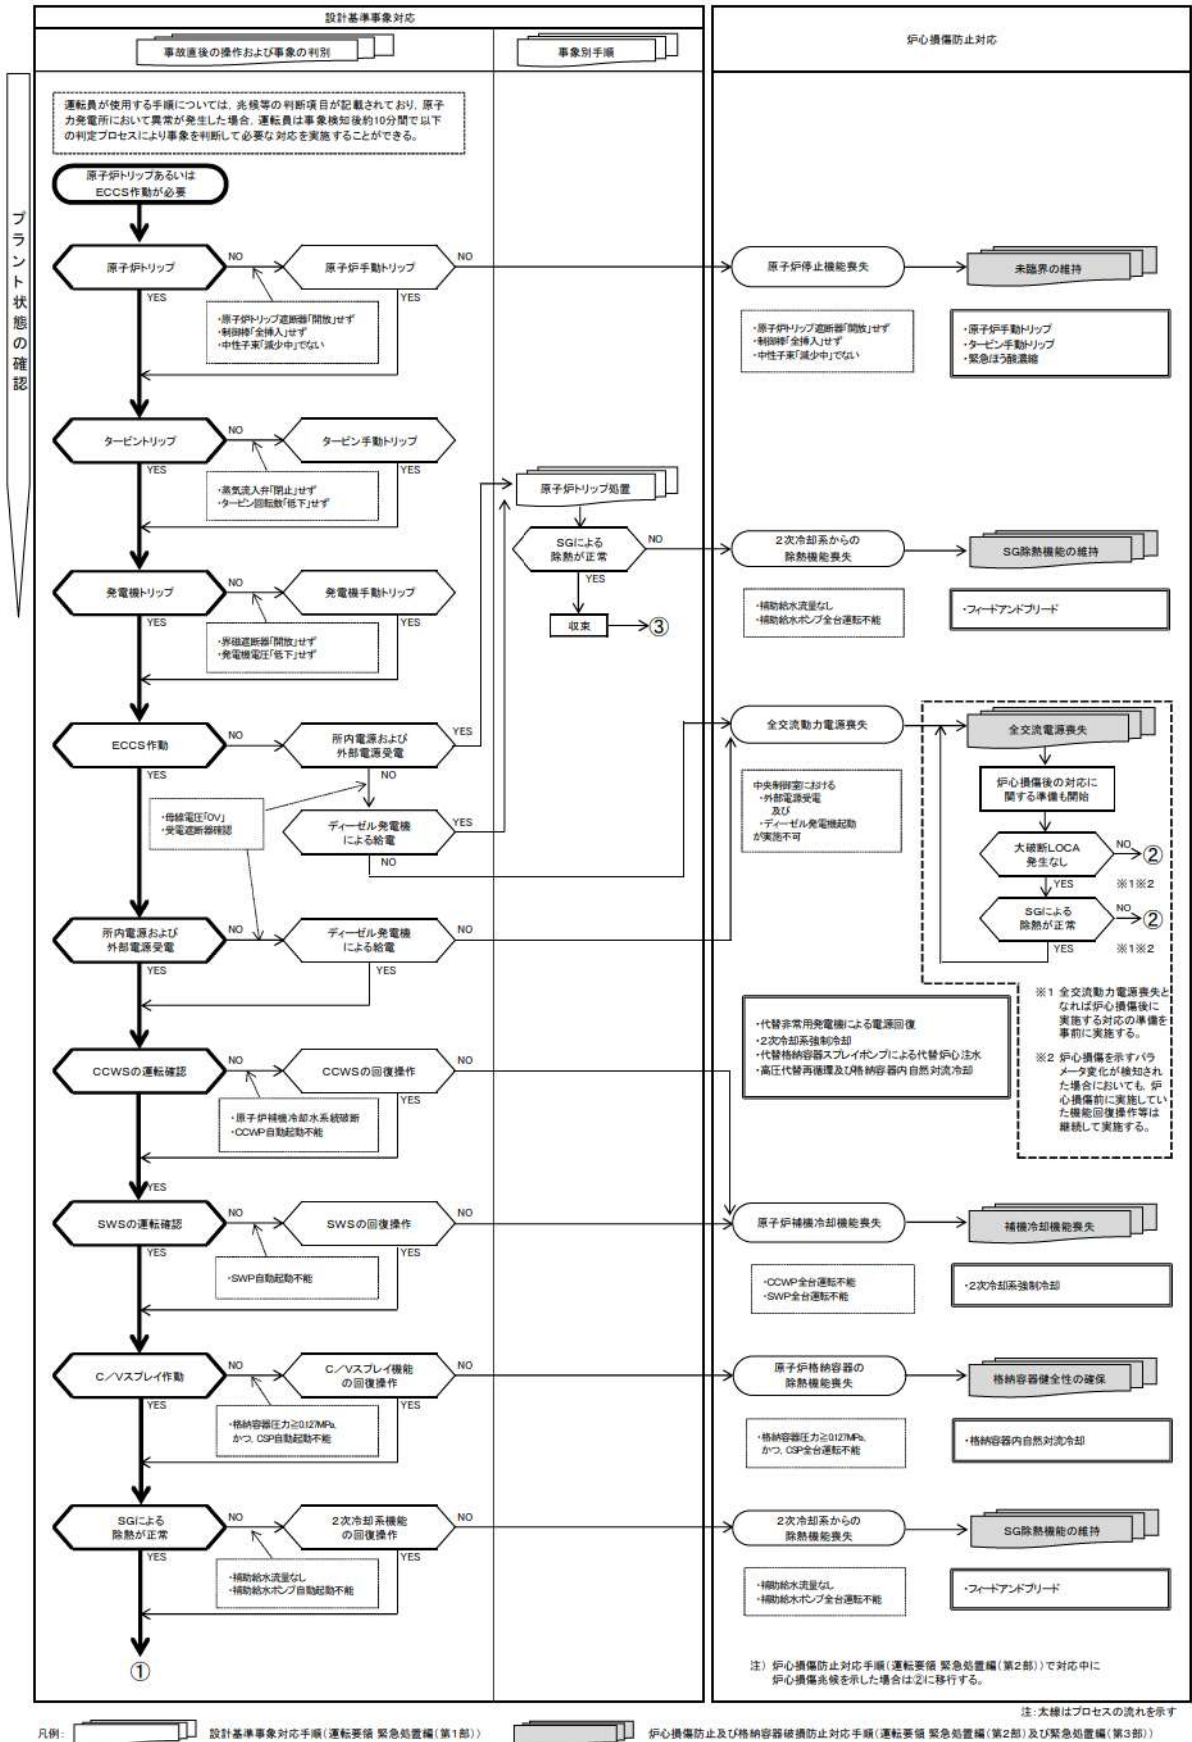 設計基準事象対応
事故直後の操作および事象の判別
事象別手順
炉心損傷防止対応
プラント状態の確認
運転員が使用する手順については、兆候等の判断項目が記載されており、原子
力発電所において異常が発生した場合、運転員は事象検知後約10分間で以下
の判定プロセスにより事象を判断して必要な対応を実施することができる。
原子炉トリップあるいは
ECCS作動が必要
原子炉トリップ
NO
原子炉手動トリップ
NO
原子炉停止機能喪失
未臨界の維持
YES
YES
・原子炉トリップ遮断器「開放」せず
・制御棒「全挿入」せず
・中性子束「減少中」でない
・原子炉トリップ遮断器「開放」せず
・制御棒「全挿入」せず
・中性子束「減少中」でない
・原子炉手動トリップ
・タービン手動トリップ
・緊急ほう酸濃縮
タービントリップ
NO
タービン手動トリップ
YES
YES
・蒸気流入弁「閉止」せず
・タービン回転数「低下」せず
原子炉トリップ処置
SGによる
除熱が正常
NO
YES
収束
③
2次冷却系からの
除熱機能喪失
SG除熱機能の維持
・補助給水流量なし
・補助給水ポンプ全台運転不能
・フィードアンドブリード
発電機トリップ
NO
発電機手動トリップ
YES
YES
・界磁遮断器「開放」せず
・発電機電圧「低下」せず
ECCS作動
NO
所内電源および
外部電源受電
YES
YES
NO
・母線電圧「0V」
・受電遮断器確認
ディーゼル発電機
による給電
YES
NO
全交流動力電源喪失
全交流電源喪失
中央制御室における
・外部電源受電
及び
・ディーゼル発電機起動
が実施不可
炉心損傷後の対応に
関する準備も開始
大破断LOCA
発生なし
NO
②
YES
※1※2
SGによる
除熱が正常
NO
②
YES
※1※2
所内電源および
外部電源受電
NO
ディーゼル発電機
による給電
NO
YES
YES
※1 全交流動力電源喪失と
なれば炉心損傷後に
実施する対応の準備を
事前に実施する。
※2 炉心損傷を示すパラ
メータ変化が検知され
た場合においても、炉
心損傷前に実施してい
た機能回復操作等は
継続して実施する。
・代替非常用発電機による電源回復
・2次冷却系強制冷却
・代替格納容器スプレイポンプによる代替炉心注水
・高圧代替再循環及び格納容器内自然対流冷却
CCWSの運転確認
NO
CCWSの回復操作
NO
YES
・原子炉補機冷却水系統破断
・CCWP自動起動不能
YES
SWSの運転確認
NO
SWSの回復操作
NO
原子炉補機冷却機能喪失
補機冷却機能喪失
YES
YES
・SWP自動起動不能
・CCWP全台運転不能
・SWP全台運転不能
・2次冷却系強制冷却
C／Vスプレイ作動
NO
C／Vスプレイ機能
の回復操作
NO
原子炉格納容器の
除熱機能喪失
格納容器健全性の確保
YES
YES
・格納容器圧力≧0.127MPa、
かつ、CSP自動起動不能
・格納容器圧力≧0.127MPa、
かつ、CSP全台運転不能
・格納容器内自然対流冷却
SGによる
除熱が正常
NO
2次冷却系機能
の回復操作
NO
2次冷却系からの
除熱機能喪失
SG除熱機能の維持
YES
YES
・補助給水流量なし
・補助給水ポンプ自動起動不能
・補助給水流量なし
・補助給水ポンプ全台運転不能
・フィードアンドブリード
①
注）炉心損傷防止対応手順（運転要領 緊急処置編（第2部））で対応中に
炉心損傷兆候を示した場合は②に移行する。
注：太線はプロセスの流れを示す
凡例：
設計基準事象対応手順（運転要領 緊急処置編（第1部））
炉心損傷防止及び格納容器破損防止対応手順（運転要領 緊急処置編（第2部）及び緊急処置編（第3部））